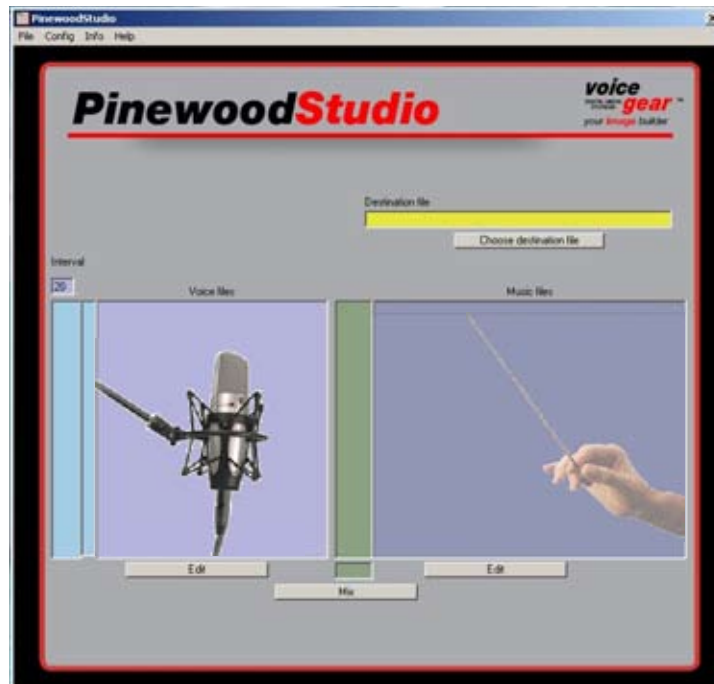 PinewoodStudio
File Config Info Help
PinewoodStudio
voice
gear ™
your image builder
Destination file
Choose destination file
Interval
20
Voice files
Music files
Edit
Edit
Mix